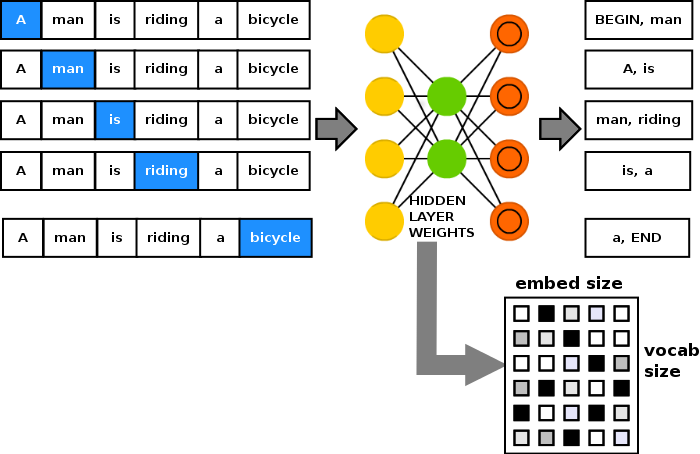 A man is riding a bicycle
A man is riding a bicycle
A man is riding a bicycle
A man is riding a bicycle
A man is riding a bicycle
HIDDEN
LAYER
WEIGHTS
BEGIN, man
A, is
man, riding
is, a
a, END
embed size
vocab
size